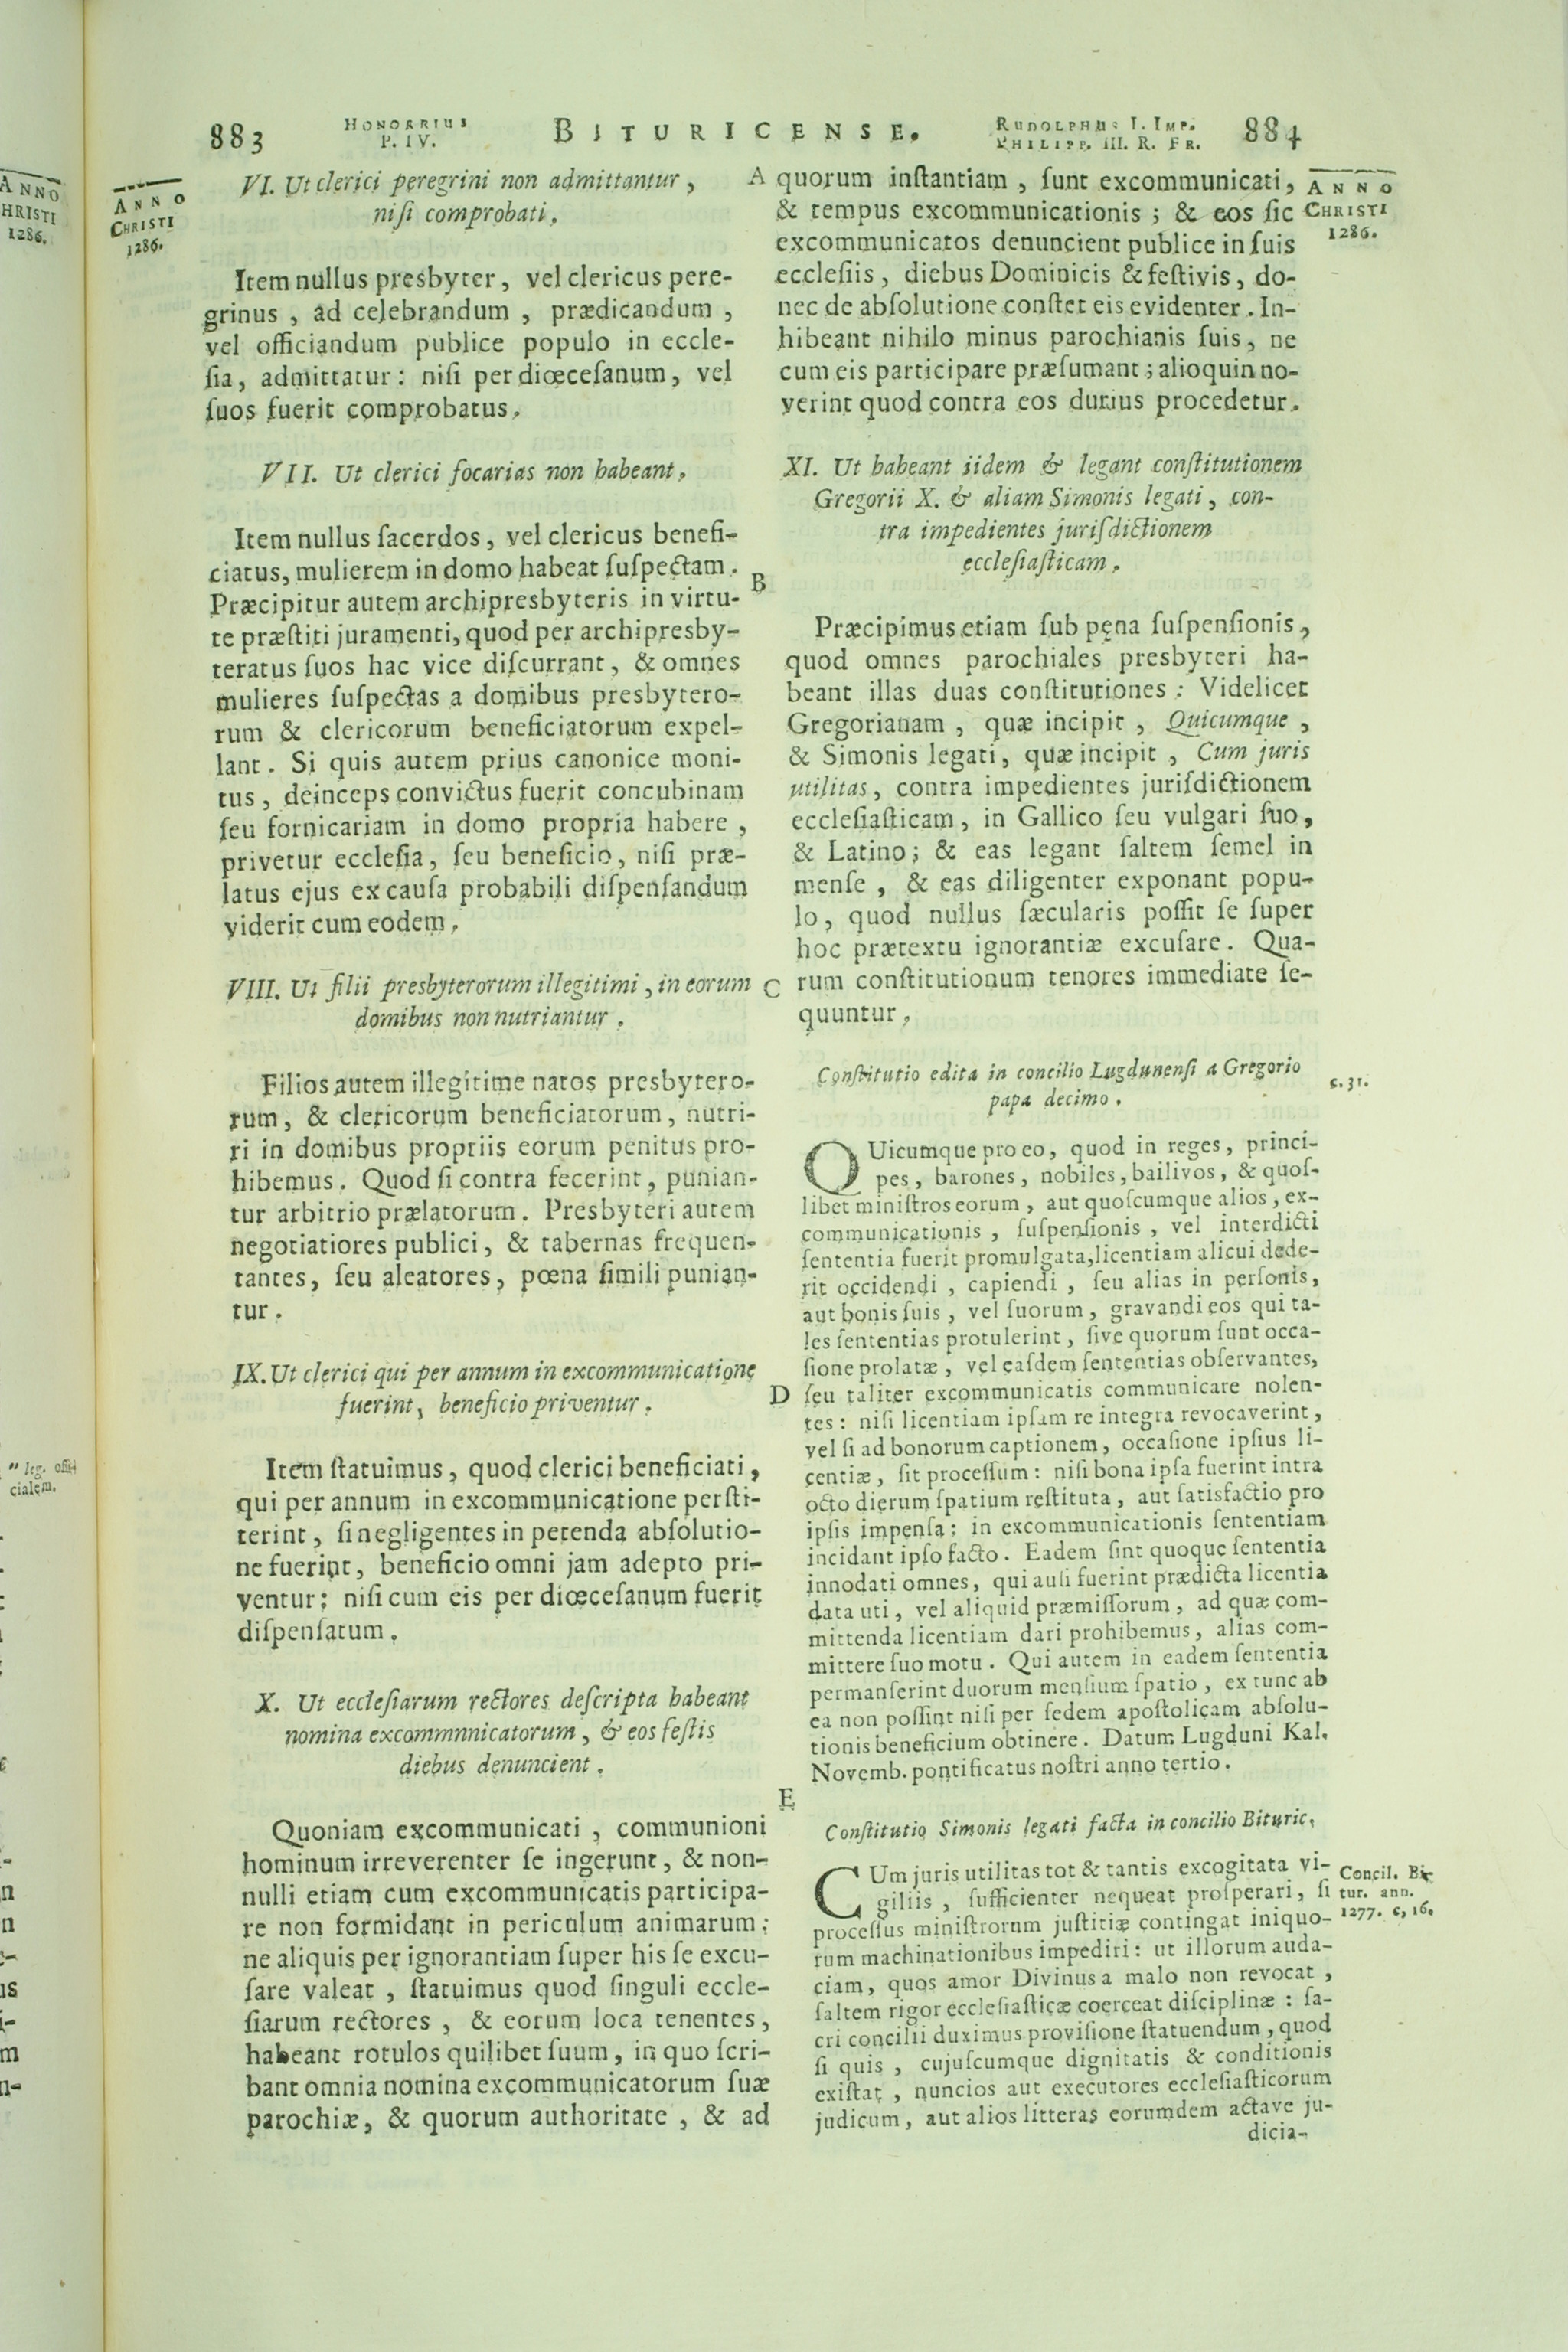 883
HONORRIUS
P. IV.
BITURICENSE.
RUDOLPHUS I. IMP.
PHILIPP. III. R. FR.
884
ANNO
HRISTI
1286.
ANNO
CHRISTI
1286.
VI. Ut clerici peregrini non admittantur,
nisi comprobati.
Item nullus presbyter, vel clericus pere-
grinus, ad celebrandum, prædicandum,
vel officiandum publice populo in eccle-
sia, admittatur: nisi per diœcesanum, vel
suos fuerit comprobatus.
VII. Ut clerici focarias non habeant.
Item nullus sacerdos, vel clericus benefi-
ciatus, mulierem in domo habeat suspectam.
Præcipitur autem archipresbyteris in virtu-
te præstiti juramenti, quod per archipresby-
teratus suos hac vice discurrant, & omnes
mulieres suspectas a domibus presbytero-
rum & clericorum beneficiatorum expel-
lant. Si quis autem prius canonice moni-
tus, deinceps convictus fuerit concubinam
seu fornicariam in domo propria habere,
privetur ecclesia, seu beneficio, nisi præ-
latus ejus ex causa probabili dispensandum
viderit cum eodem.
VIII. Ut filii presbyterorum illegitimi, in eorum
domibus non nutriantur.
Filios autem illegitime natos presbytero-
rum, & clericorum beneficiatorum, nutri-
ri in domibus propriis eorum penitus pro-
hibemus. Quod si contra fecerint, punian-
tur arbitrio prælatorum. Presbyteri autem
negotiatiores publici, & tabernas frequen-
tantes, seu aleatores, pœna simili punian-
tur.
IX. Ut clerici qui per annum in excommunicatione
fuerint, beneficio priventur.
" leg. offi-
cialem.
Item statuimus, quod clerici beneficiati,
qui per annum in excommunicatione persti-
terint, si negligentes in petenda absolutio-
ne fuerint, beneficio omni jam adepto pri-
ventur: nisi cum eis per diœcesanum fuerit
dispensatum.
X. Ut ecclesiarum rectores descripta habeant
nomina excommnnicatorum, & eos festis
diebus denuncient.
Quoniam excommunicati, communioni
hominum irreverenter se ingerunt, & non-
nulli etiam cum excommunicatis participa-
re non formidant in periculum animarum:
ne aliquis per ignorantiam super his se excu-
sare valeat, statuimus quod singuli eccle-
siarum rectores, & eorum loca tenentes,
habeant rotulos quilibet suum, in quo scri-
bant omnia nomina excommunicatorum suæ
parochiæ, & quorum authoritate, & ad
A
B
C
D
E
quorum instantiam, sunt excommunicati,
& tempus excommunicationis; & eos sic
excommunicatos denuncient publice in suis
ecclesiis, diebus Dominicis & festivis, do-
nec de absolutione constet eis evidenter. In-
hibeant nihilo minus parochianis suis, ne
cum eis participare præsumant; alioquin no-
verint quod contra eos durius procedetur.
ANNO
CHRISTI
1286.
XI. Ut habeant iidem & legant constitutionem
Gregorii X. & aliam Simonis legati, con-
tra impedientes jurisdictionem
ecclesiasticam.
Præcipimus etiam sub pęna suspensionis,
quod omnes parochiales presbyteri ha-
beant illas duas constitutiones: Videlicet
Gregorianam, quæ incipit, Quicumque,
& Simonis legati, quæ incipit, Cum juris
utilitas, contra impedientes jurisdictionem
ecclesiasticam, in Gallico seu vulgari suo,
& Latino; & eas legant saltem semel in
mense, & eas diligenter exponant popu-
lo, quod nullus sæcularis possit se super
hoc prætextu ignorantiæ excusare. Qua-
rum constitutionum tenores immediate se-
quuntur.
Constitutio edita in concilio Lugdunensi a Gregorio
papa decimo.
c. 31.
QUicumque pro eo, quod in reges, princi-
pes, barones, nobiles, bailivos, & quos-
libet ministros eorum, aut quoscumque alios, ex-
communicationis, suspensionis, vel interdicti
sententia fuerit promulgata, licentiam alicui dede-
rit occidendi, capiendi, seu alias in personis,
aut bonis suis, vel suorum, gravandi eos qui ta-
les sententias protulerint, sive quorum sunt occa-
sione prolatæ, vel easdem sententias observantes,
seu taliter excommunicatis communicare nolen-
tes: nisi licentiam ipsam re integra revocaverint,
vel si ad bonorum captionem, occasione ipsius li-
centiæ, sit processum: nisi bona ipsa fuerint intra
octo dierum spatium restituta, aut satisfactio pro
ipsis impensa; in excommunicationis sententiam
incidant ipso facto. Eadem sint quoque sententia
innodati omnes, qui ausi fuerint prædicta licentia
data uti, vel aliquid præmissorum, ad quæ com-
mittenda licentiam dari prohibemus, alias com-
mittere suo motu. Qui autem in eadem sententia
permanserint duorum mensium spatio, ex tunc ab
ea non possint nisi per sedem apostolicam absolu-
tionis beneficium obtinere. Datum Lugduni Kal.
Novemb. pontificatus nostri anno tertio.
Constitutio Simonis legati facta in concilio Bituric,
CUm juris utilitas tot & tantis excogitata vi-
giliis, sufficienter nequeat prosperari, si
processus ministrorum justitiæ contingat iniquo-
rum machinationibus impediri: ut illorum auda-
ciam, quos amor Divinus a malo non revocat,
saltem rigor ecclesiasticæ coerceat disciplinæ: sa-
cri concilii duximus provisione statuendum, quod
si quis, cujuscumque dignitatis & conditionis
existat, nuncios aut executores ecclesiasticorum
judicum, aut alios litteras eorumdem actave ju-
dicia-
Concil. Bi-
tur. ann.
1277. c. 16.